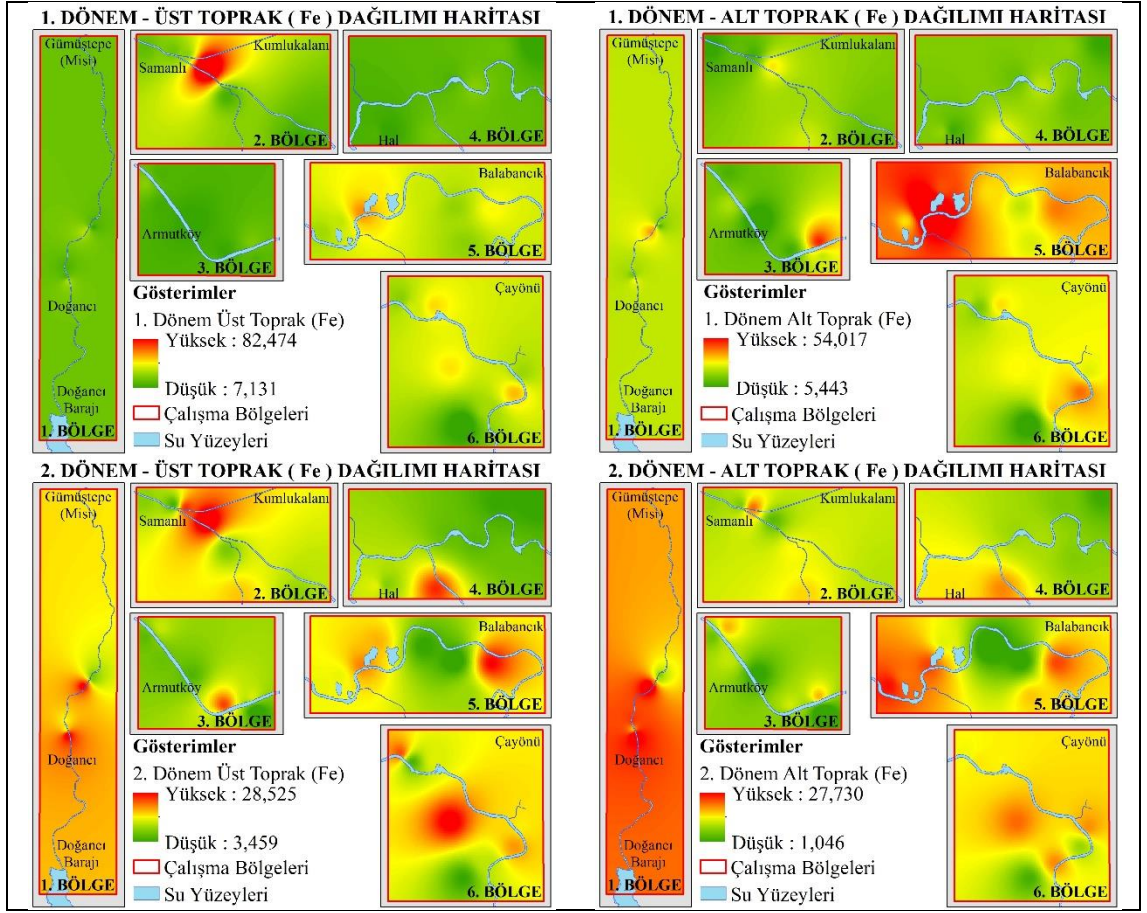 1. DÖNEM - ÜST TOPRAK ( Fe ) DAĞILIMI HARİTASI
Gümüştepe
(Misi)
Kumlukalanı
Samanlı
2. BÖLGE
Hal
4. BÖLGE
Armutköy
3. BÖLGE
Balabancık
5. BÖLGE
Doğancı
Doğancı
Barajı
1. BÖLGE
Gösterimler
1. Dönem Üst Toprak (Fe)
Yüksek : 82,474
Düşük : 7,131
Çalışma Bölgeleri
Su Yüzeyleri
Çayönü
6. BÖLGE
1. DÖNEM - ALT TOPRAK ( Fe ) DAĞILIMI HARİTASI
Gümüştepe
(Misi)
Kumlukalanı
Samanlı
2. BÖLGE
Hal
4. BÖLGE
Armutköy
3. BÖLGE
Balabancık
5. BÖLGE
Doğancı
Doğancı
Barajı
1. BÖLGE
Gösterimler
1. Dönem Alt Toprak (Fe)
Yüksek : 54,017
Düşük : 5,443
Çalışma Bölgeleri
Su Yüzeyleri
Çayönü
6. BÖLGE
2. DÖNEM - ÜST TOPRAK ( Fe ) DAĞILIMI HARİTASI
Gümüştepe
(Misi)
Kumlukalanı
Samanlı
2. BÖLGE
Hal
4. BÖLGE
Armutköy
3. BÖLGE
Balabancık
5. BÖLGE
Doğancı
Doğancı
Barajı
1. BÖLGE
Gösterimler
2. Dönem Üst Toprak (Fe)
Yüksek : 28,525
Düşük : 3,459
Çalışma Bölgeleri
Su Yüzeyleri
Çayönü
6. BÖLGE
2. DÖNEM - ALT TOPRAK ( Fe ) DAĞILIMI HARİTASI
Gümüştepe
(Misi)
Kumlukalanı
Samanlı
2. BÖLGE
Hal
4. BÖLGE
Armutköy
3. BÖLGE
Balabancık
5. BÖLGE
Doğancı
Doğancı
Barajı
1. BÖLGE
Gösterimler
2. Dönem Alt Toprak (Fe)
Yüksek : 27,730
Düşük : 1,046
Çalışma Bölgeleri
Su Yüzeyleri
Çayönü
6. BÖLGE